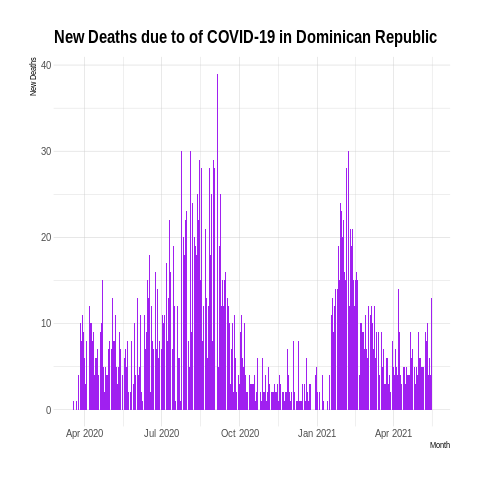 New Deaths due to of COVID-19 in Dominican Republic
New Deaths
40
30
20
10
0
Apr 2020 Jul 2020 Oct 2020 Jan 2021 Apr 2021
Month